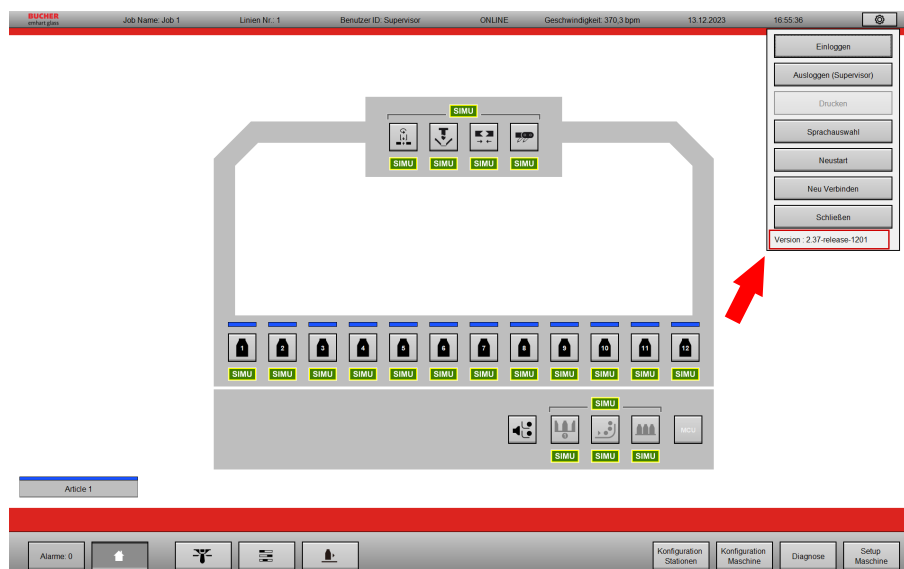 BUCHER
emhart glass
Job Name: Job 1
Linien Nr.: 1
Benutzer ID: Supervisor
ONLINE
Geschwindigkeit: 370,3 bpm
13.12.2023
16:55:36
Einloggen
Ausloggen (Supervisor)
Drucken
Sprachauswahl
Neustart
Neu Verbinden
Schließen
Version : 2.37-release-1201
SIMU
SIMU SIMU SIMU SIMU
1 2 3 4 5 6 7 8 9 10 11 12
SIMU SIMU SIMU SIMU SIMU SIMU SIMU SIMU SIMU SIMU SIMU SIMU
SIMU
MCU
SIMU SIMU SIMU
Article 1
Alarme: 0
Konfiguration
Stationen
Konfiguration
Maschine
Diagnose
Setup
Maschine